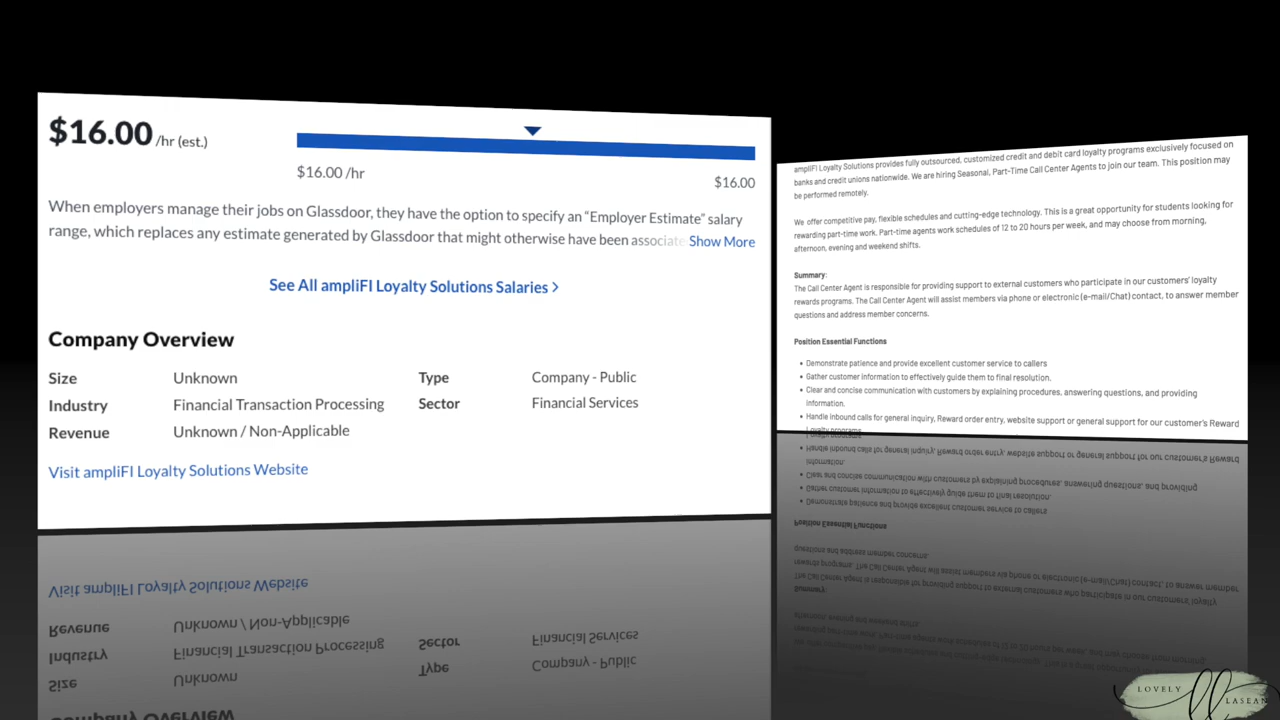 $16.00 /hr (est.)
$16.00 /hr
$16.00
When employers manage their jobs on Glassdoor, they have the option to specify an “Employer Estimate” salary
range, which replaces any estimate generated by Glassdoor that might otherwise have been associate Show More
See All ampliFI Loyalty Solutions Salaries >
Company Overview
Size Unknown Type Company - Public
Industry Financial Transaction Processing Sector Financial Services
Revenue Unknown / Non-Applicable
Visit ampliFI Loyalty Solutions Website
ampliFI Loyalty Solutions provides fully outsourced, customized credit and debit card loyalty programs exclusively focused on
banks and credit unions nationwide. We are hiring Seasonal, Part-Time Call Center Agents to join our team. This position may
be performed remotely.
We offer competitive pay, flexible schedules and cutting-edge technology. This is a great opportunity for students looking for
rewarding part-time work. Part-time agents work schedules of 12 to 20 hours per week, and may choose from morning,
afternoon, evening and weekend shifts.
Summary:
The Call Center Agent is responsible for providing support to external customers who participate in our customers' loyalty
rewards programs. The Call Center Agent will assist members via phone or electronic (e-mail/Chat) contact, to answer member
questions and address member concerns.
Position Essential Functions
• Demonstrate patience and provide excellent customer service to callers
• Gather customer information to effectively guide them to final resolution.
• Clear and concise communication with customers by explaining procedures, answering questions, and providing
information.
• Handle inbound calls for general inquiry, Reward order entry, website support or general support for our customer's Reward
Loyalty programs
LOVELY
LASEAN